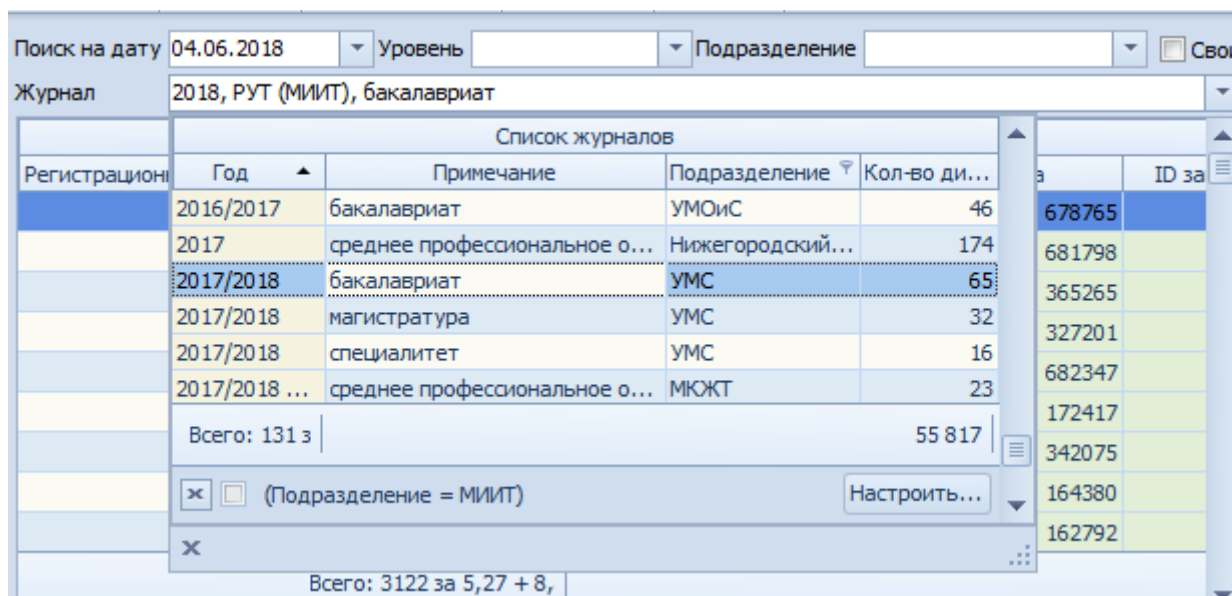 Поиск на дату 04.06.2018 Уровень Подразделение Свои
Журнал 2018, РУТ (МИИТ), бакалавриат
Список журналов
Регистрационн Год Примечание Подразделение Кол-во ди... а ID за
2016/2017 бакалавриат УМОиС 46 678765
2017 среднее профессиональное о... Нижегородский... 174 681798
2017/2018 бакалавриат УМС 65 365265
2017/2018 магистратура УМС 32 327201
2017/2018 специалитет УМС 16 682347
2017/2018 ... среднее профессиональное о... МКЖТ 23 172417
Всего: 131 з 55 817 342075
(Подразделение = МИИТ) Настроить... 164380
162792
Всего: 3122 за 5,27 + 8,